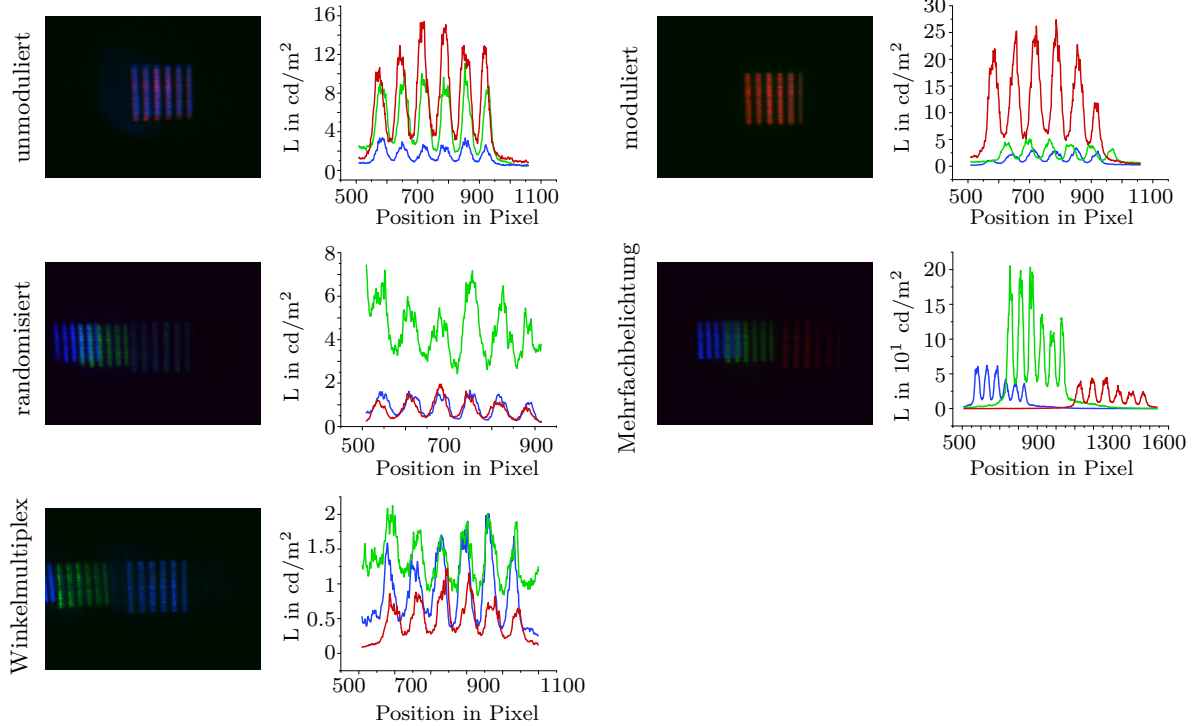 unmoduliert
L in cd/m²
16
12
8
4
0
500 700 900 1100
Position in Pixel
moduliert
L in cd/m²
30
25
20
15
10
5
0
500 700 900 1100
Position in Pixel
randomisiert
L in cd/m²
8
6
4
2
0
500 700 900
Position in Pixel
Mehrfachbelichtung
L in 10¹ cd/m²
20
15
10
5
0
500 900 1300 1600
Position in Pixel
Winkelmultiplex
L in cd/m²
2
1.5
1
0.5
0
500 700 900 1100
Position in Pixel